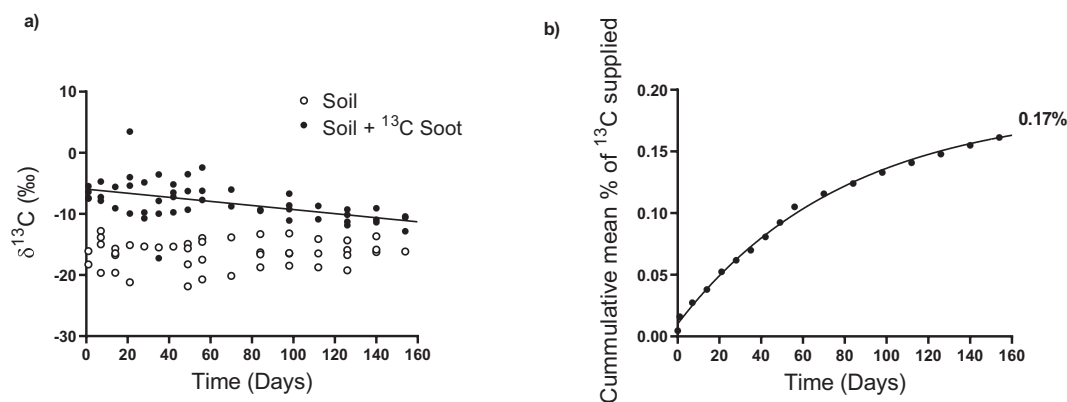 a)
δ¹³C (‰)
10
0
-10
-20
-30
0 20 40 60 80 100 120 140 160
Time (Days)
Soil
Soil + ¹³C Soot
b)
Cummulative mean % of ¹³C supplied
0.20
0.15
0.10
0.05
0.00
0 20 40 60 80 100 120 140 160
Time (Days)
0.17%